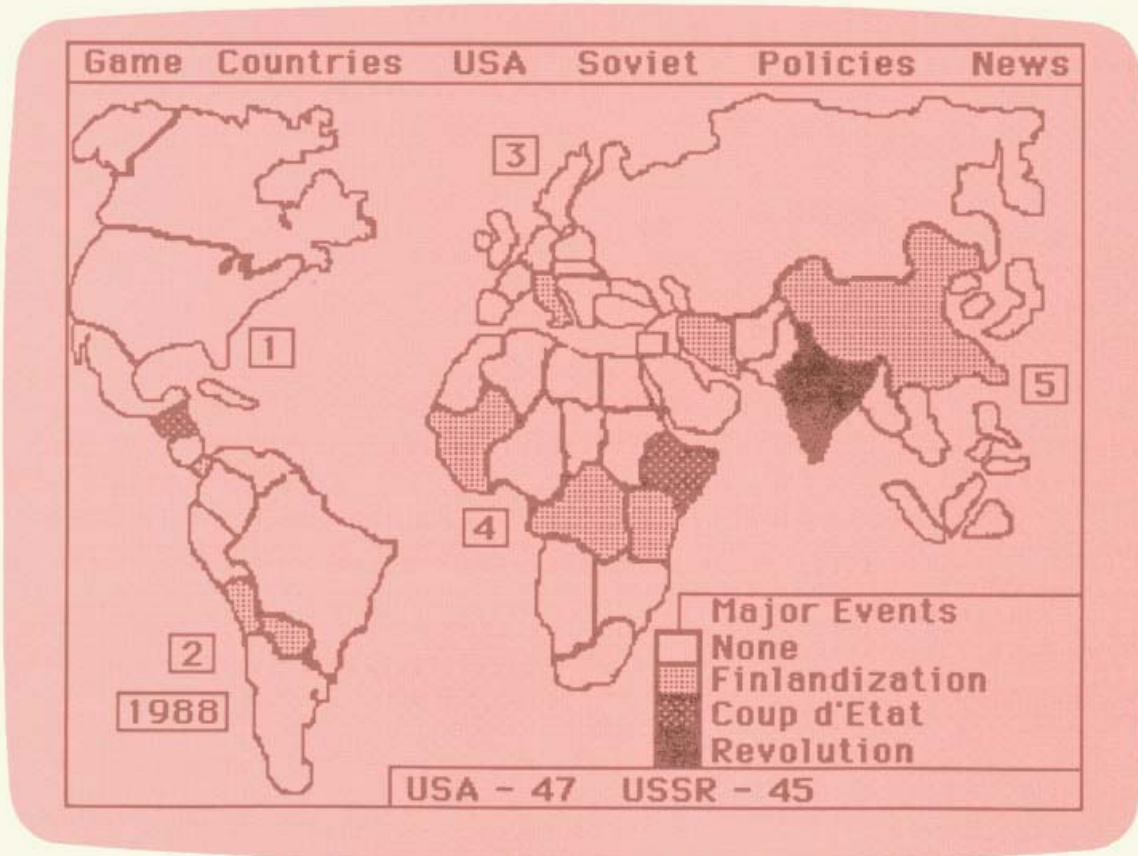 Game Countries USA Soviet Policies News
3
1
5
4
2
1988
Major Events
None
Finlandization
Coup d'Etat
Revolution
USA - 47 USSR - 45